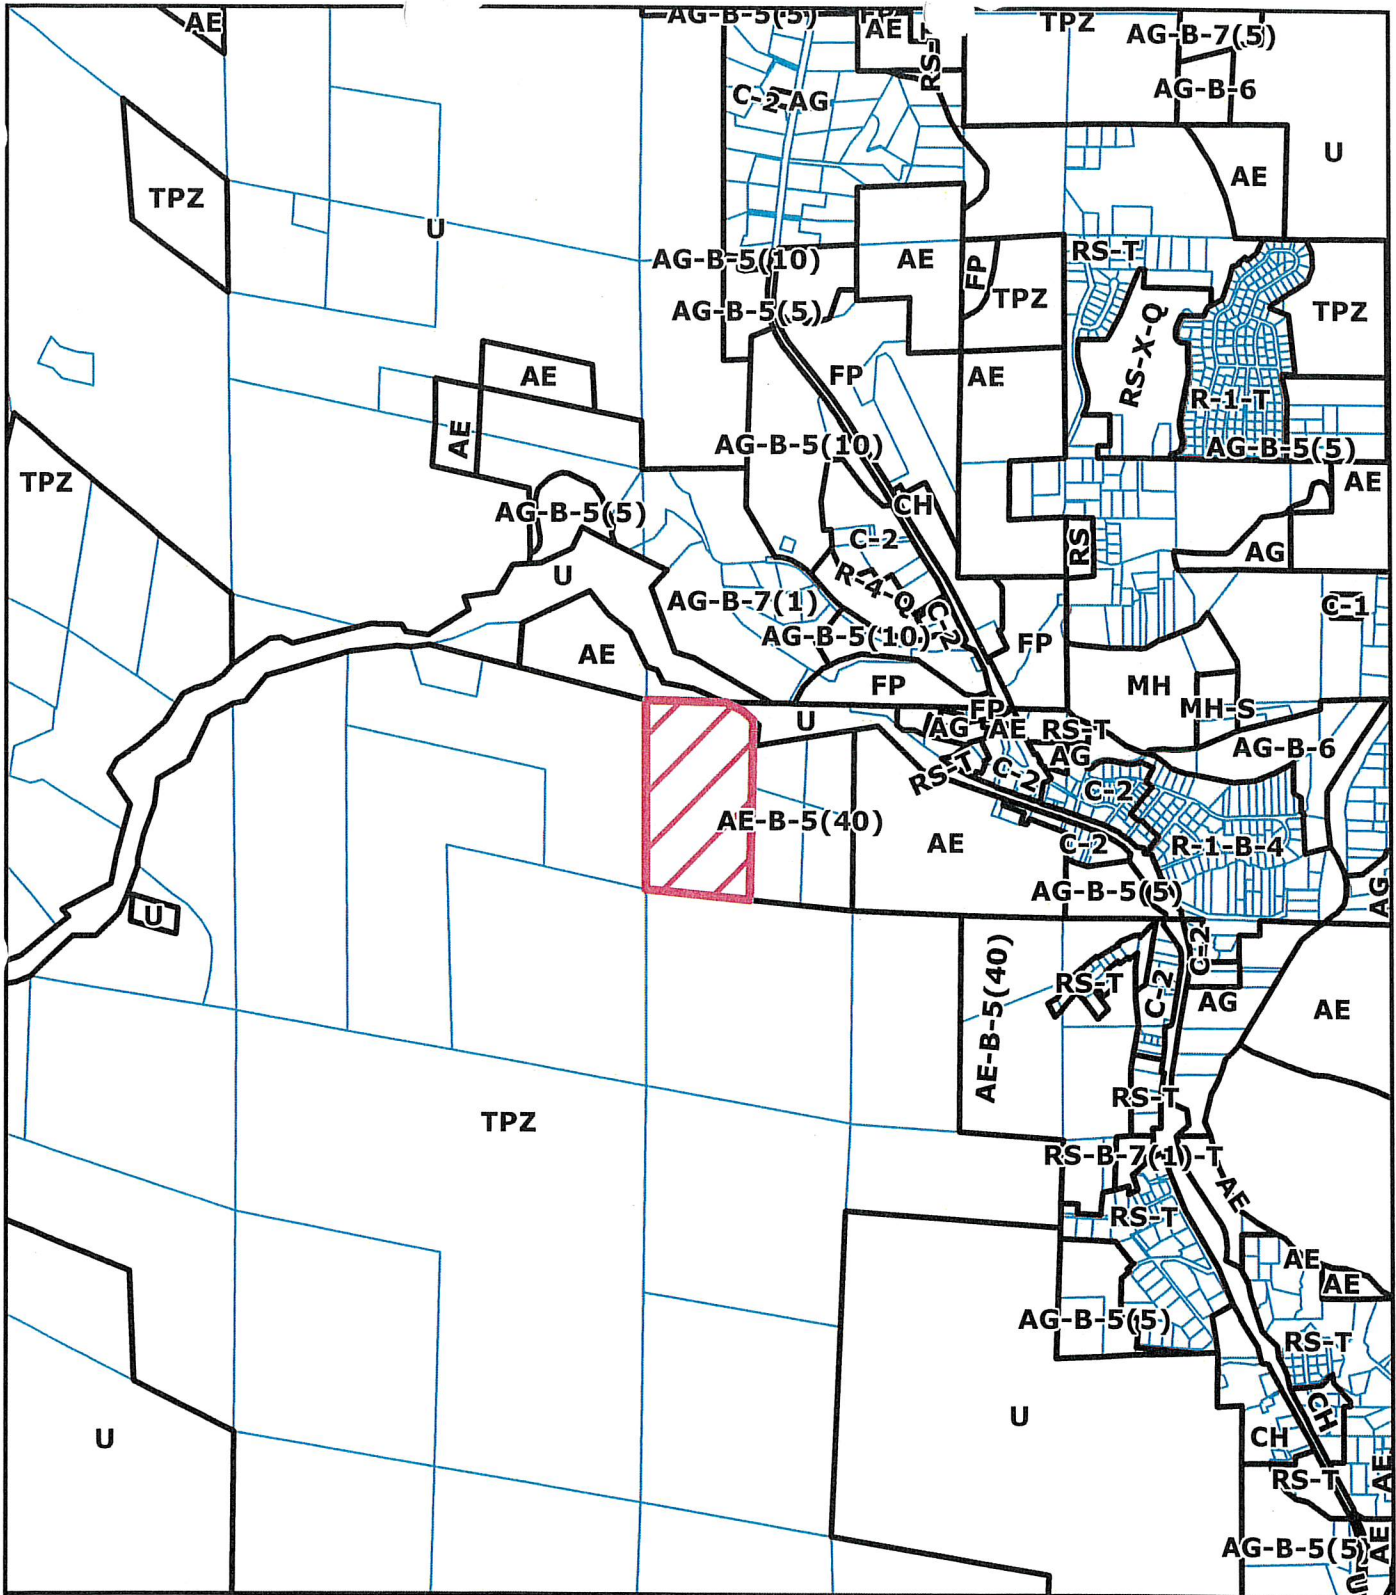 AE
AG-B-5(5)
FP
AE
RS-
TPZ
AG-B-7(5)
AG-B-6
C-2
AG
U
AE
TPZ
U
AG-B-5(10)
AE
FP
TPZ
RS-T
TPZ
AG-B-5(5)
RS-X-Q
AE
FP
AE
R-1-T
AE
AG-B-5(10)
AG-B-5(5)
TPZ
AE
AG-B-5(5)
CH
C-2
RS
AG
U
R-4-Q
AG-B-7(1)
C-2
C-1
AG-B-5(10)
FP
AE
FP
MH
MH-S
FP
U
AG
AE
RS-T
AG-B-6
AG
RS-T
C-2
C-2
AE-B-5(40)
AE
C-2
R-1-B-4
AG-B-5(5)
AG
U
C-2
AE-B-5(40)
RS-T
C-2
AG
AE
RS-T
TPZ
RS-B-7(1)-T
AE
RS-T
AE
AE
AG-B-5(5)
RS-T
U
CH
U
CH
AE
RS-T
AG-B-5(5)
AE
U